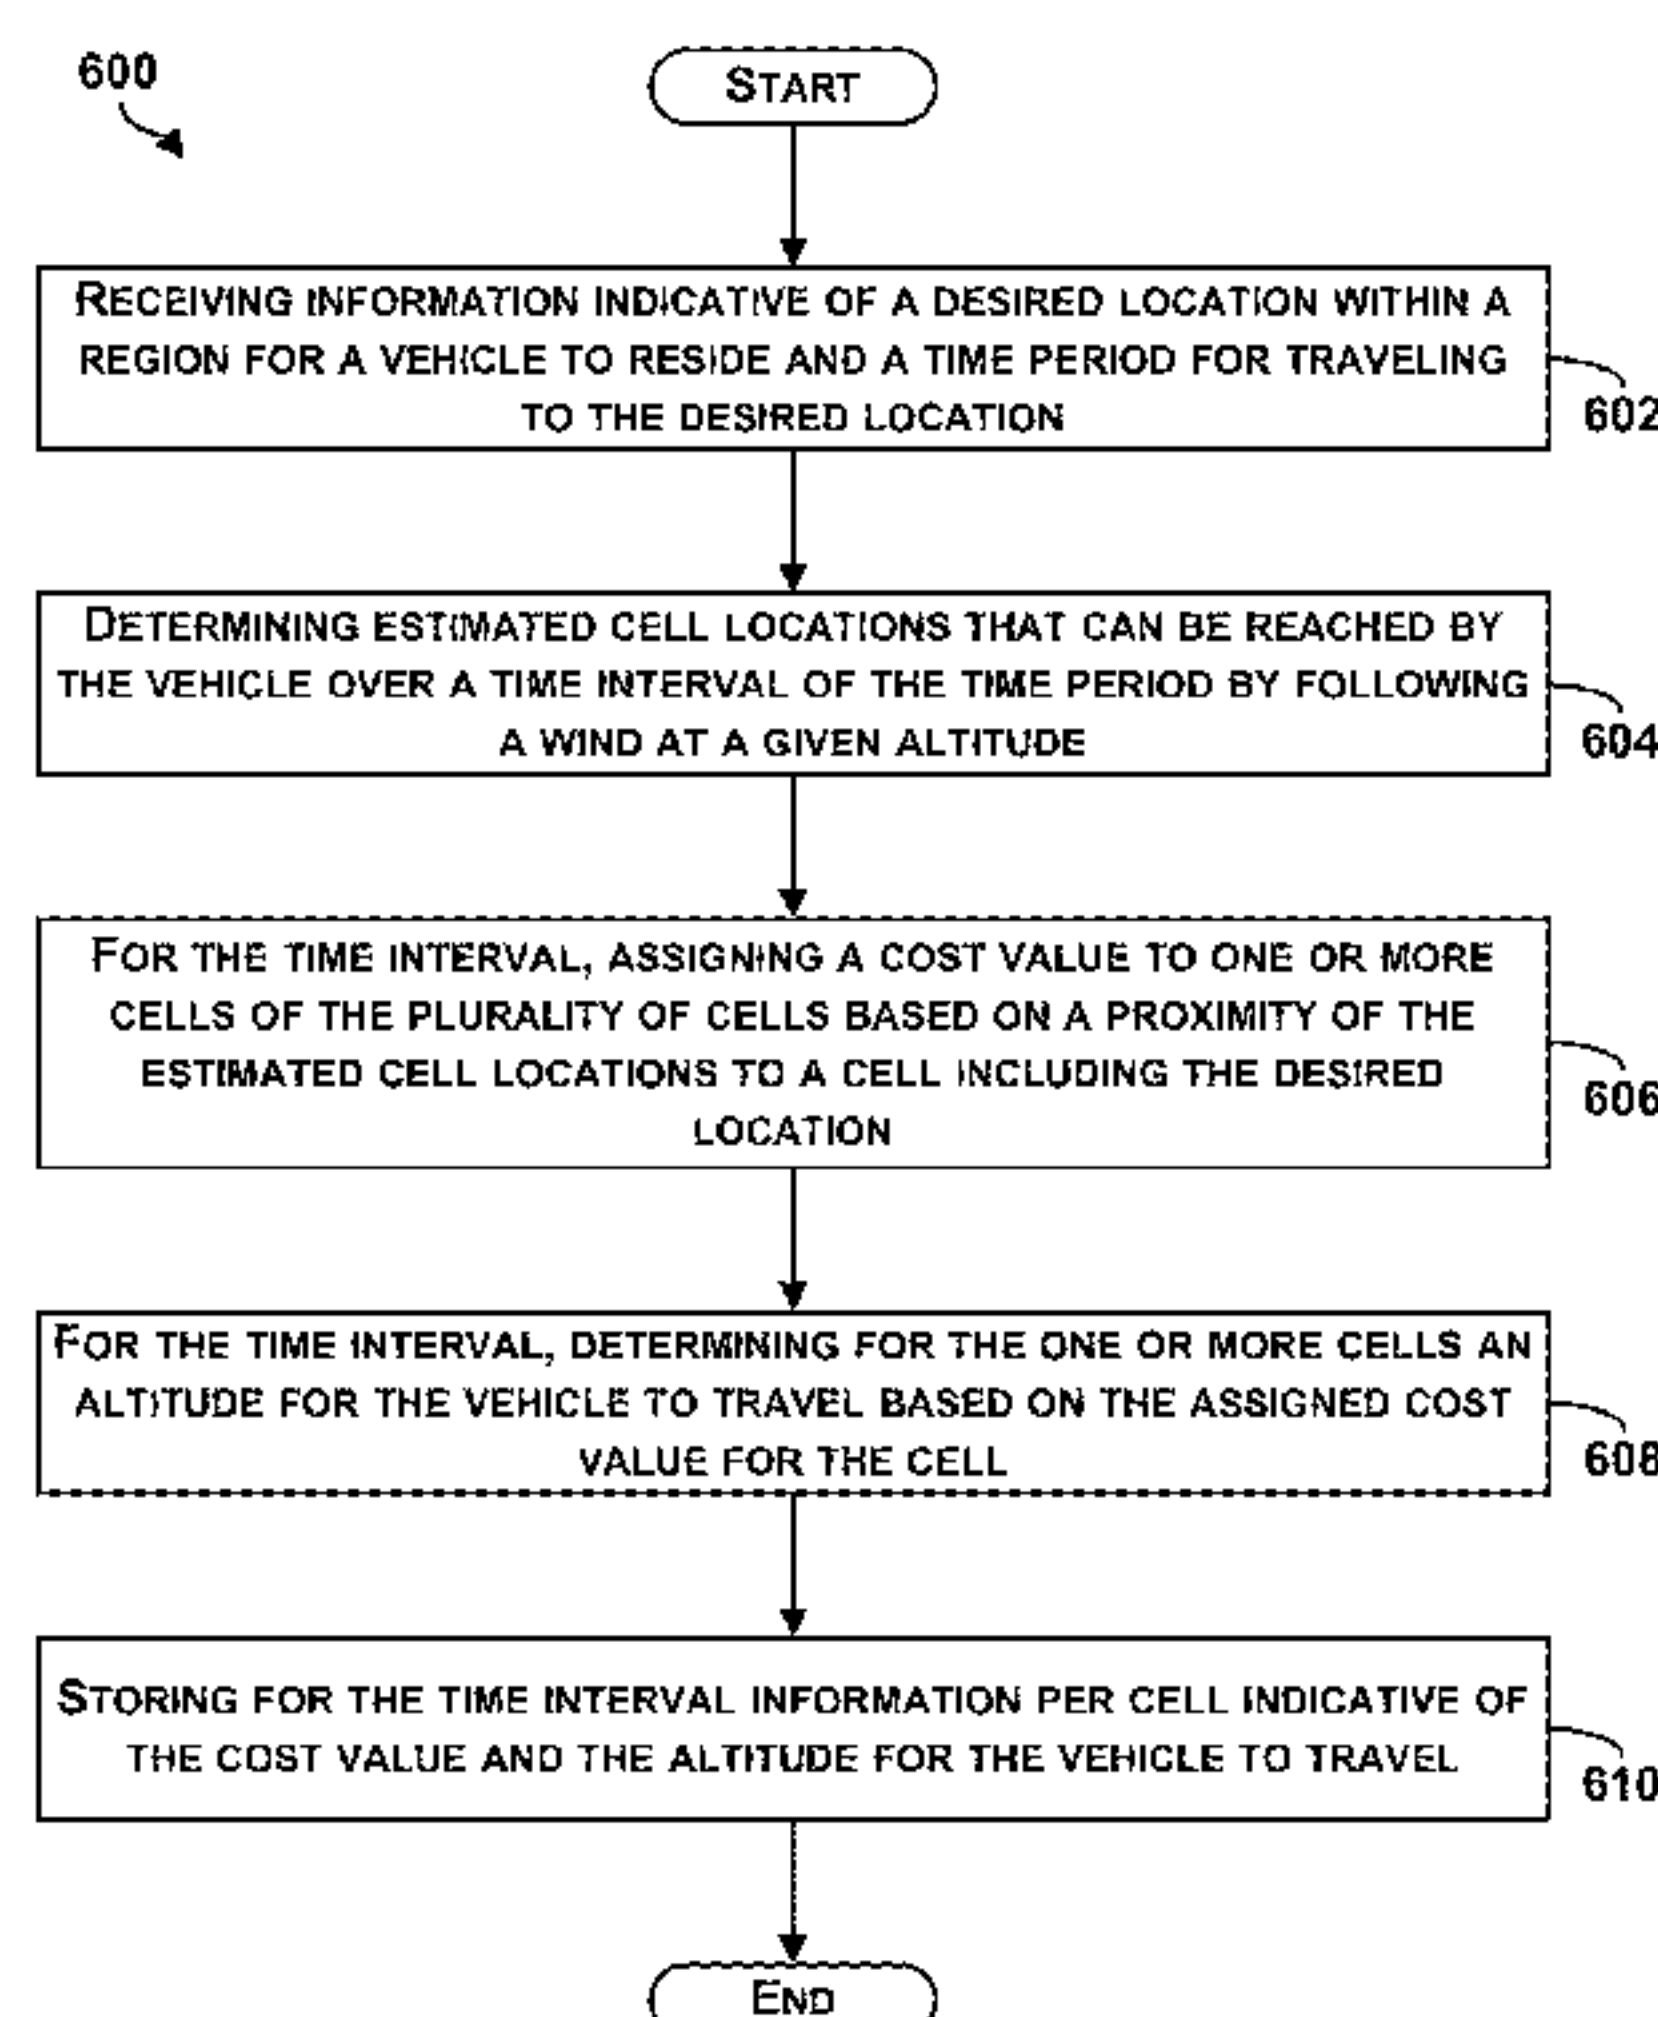 600
START
RECEIVING INFORMATION INDICATIVE OF A DESIRED LOCATION WITHIN A
REGION FOR A VEHICLE TO RESIDE AND A TIME PERIOD FOR TRAVELING
TO THE DESIRED LOCATION
602
DETERMINING ESTIMATED CELL LOCATIONS THAT CAN BE REACHED BY
THE VEHICLE OVER A TIME INTERVAL OF THE TIME PERIOD BY FOLLOWING
A WIND AT A GIVEN ALTITUDE
604
FOR THE TIME INTERVAL, ASSIGNING A COST VALUE TO ONE OR MORE
CELLS OF THE PLURALITY OF CELLS BASED ON A PROXIMITY OF THE
ESTIMATED CELL LOCATIONS TO A CELL INCLUDING THE DESIRED
LOCATION
606
FOR THE TIME INTERVAL, DETERMINING FOR THE ONE OR MORE CELLS AN
ALTITUDE FOR THE VEHICLE TO TRAVEL BASED ON THE ASSIGNED COST
VALUE FOR THE CELL
608
STORING FOR THE TIME INTERVAL INFORMATION PER CELL INDICATIVE OF
THE COST VALUE AND THE ALTITUDE FOR THE VEHICLE TO TRAVEL
610
END